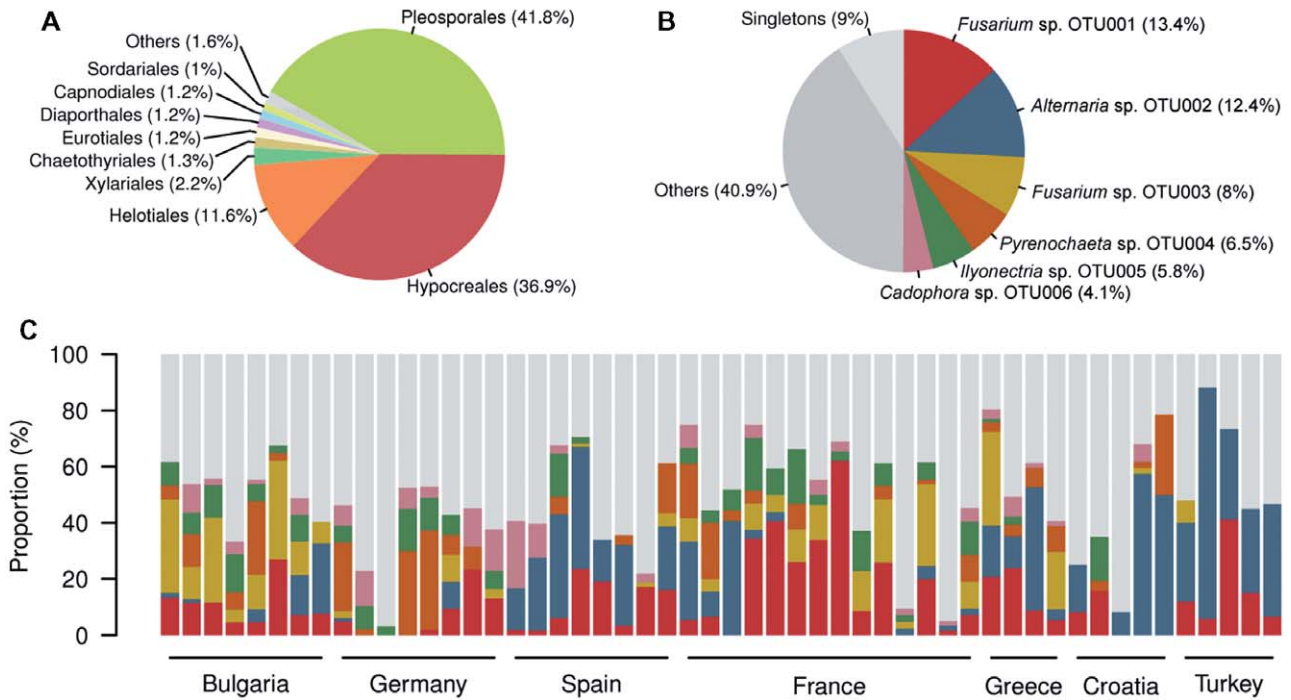 A
Pleosporales (41.8%)
Others (1.6%)
Sordariales (1%)
Capnodiales (1.2%)
Diaporthales (1.2%)
Eurotiales (1.2%)
Chaetothyriales (1.3%)
Xylariales (2.2%)
Helotiales (11.6%)
Hypocreales (36.9%)
B
Singletons (9%)
Fusarium sp. OTU001 (13.4%)
Alternaria sp. OTU002 (12.4%)
Others (40.9%)
Fusarium sp. OTU003 (8%)
Pyrenochaeta sp. OTU004 (6.5%)
Ilyonectria sp. OTU005 (5.8%)
Cadophora sp. OTU006 (4.1%)
C
Proportion (%)
100
80
60
40
20
0
Bulgaria Germany Spain France Greece Croatia Turkey